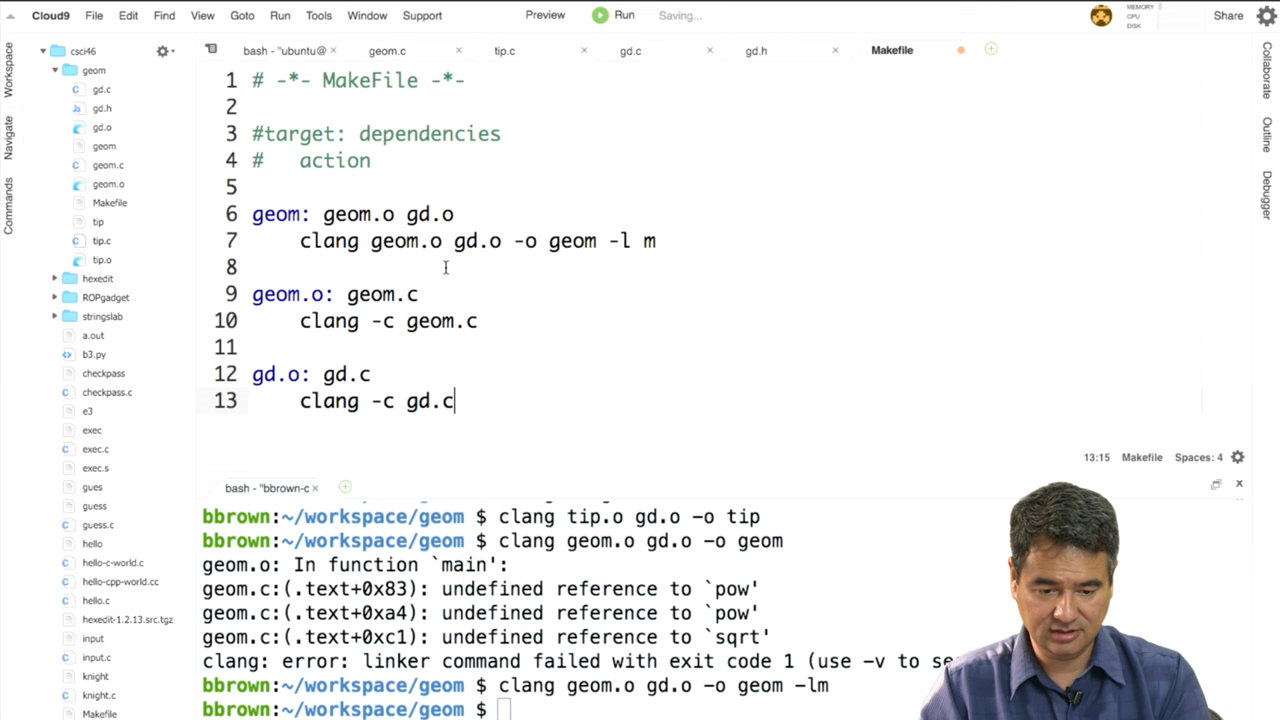 Cloud9 File Edit Find View Goto Run Tools Window Support Preview Run Saving... MEMORY CPU DISK Share
Workspace
Navigate
Commands
csci46
geom
gd.c
gd.h
gd.o
geom
geom.c
geom.o
Makefile
tip
tip.c
tip.o
hexedit
ROPgadget
stringslab
a.out
b3.py
checkpass
checkpass.c
e3
exec
exec.c
exec.s
gues
guess
guess.c
hello
hello-c-world.c
hello-cpp-world.cc
hello.c
hexedit-1.2.13.src.tgz
input
input.c
knight
knight.c
Makefile
bash - "ubuntu@ geom.c tip.c gd.c gd.h Makefile
1 # -*- MakeFile -*-
2
3 #target: dependencies
4 #   action
5
6 geom: geom.o gd.o
7     clang geom.o gd.o -o geom -l m
8
9 geom.o: geom.c
10     clang -c geom.c
11
12 gd.o: gd.c
13     clang -c gd.c
13:15 Makefile Spaces: 4
bash - "bbrown-c
bbrown:~/workspace/geom $ clang tip.o gd.o -o tip
bbrown:~/workspace/geom $ clang geom.o gd.o -o geom
geom.o: In function `main':
geom.c:(.text+0x83): undefined reference to `pow'
geom.c:(.text+0xa4): undefined reference to `pow'
geom.c:(.text+0xc1): undefined reference to `sqrt'
clang: error: linker command failed with exit code 1 (use -v to se
bbrown:~/workspace/geom $ clang geom.o gd.o -o geom -lm
bbrown:~/workspace/geom $
Collaborate
Outline
Debugger